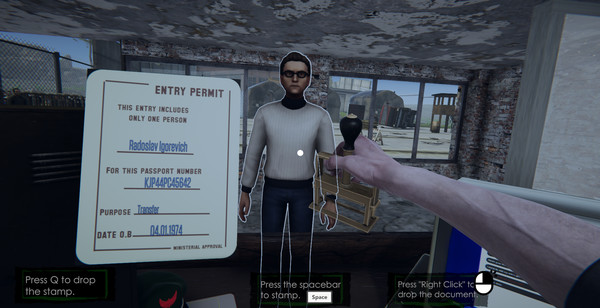 ENTRY PERMIT
THIS ENTRY INCLUDES
ONLY ONE PERSON
Radoslav Igorevich
FOR THIS PASSPORT NUMBER
KJP44PC45642
PURPOSE Transfer
DATE O.B 04.01.1974
MINISTERIAL APPROVAL
Press Q to drop
the stamp.
Press the spacebar
to stamp.
Space
Press "Right Click" to
drop the document